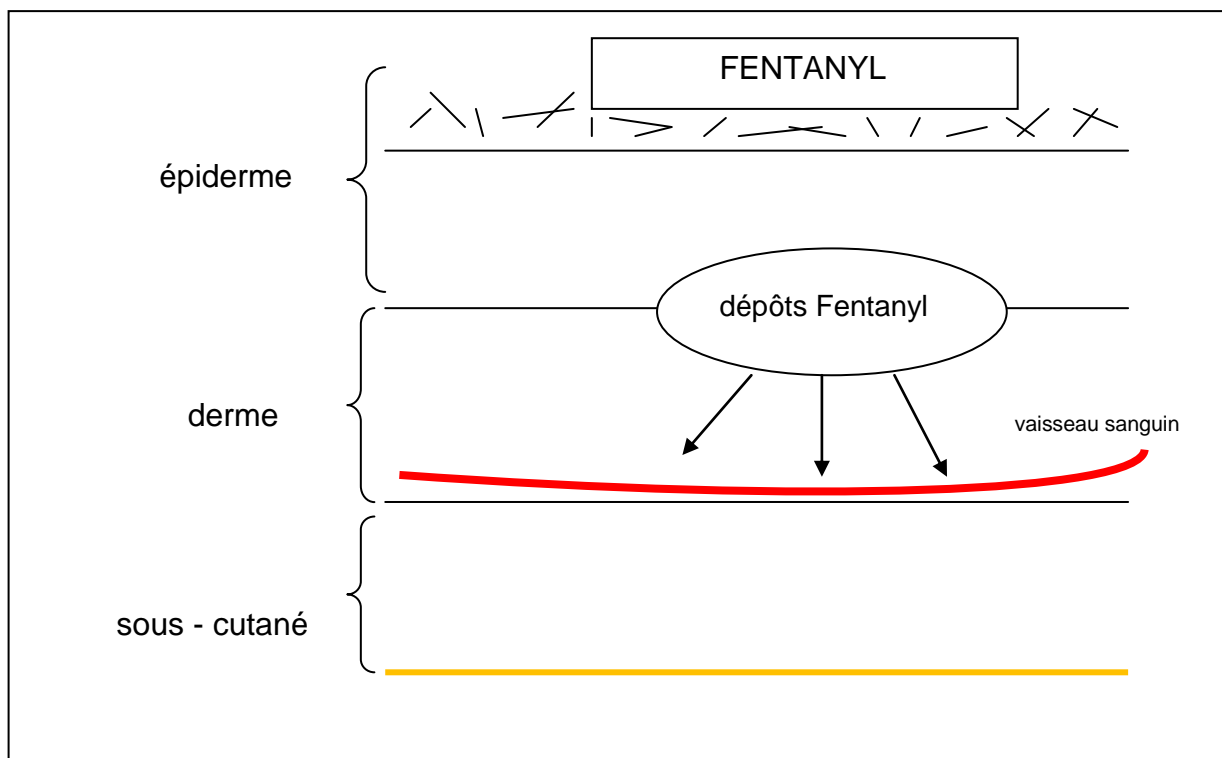 FENTANYL
épiderme
dépôts Fentanyl
derme
vaisseau sanguin
sous - cutané